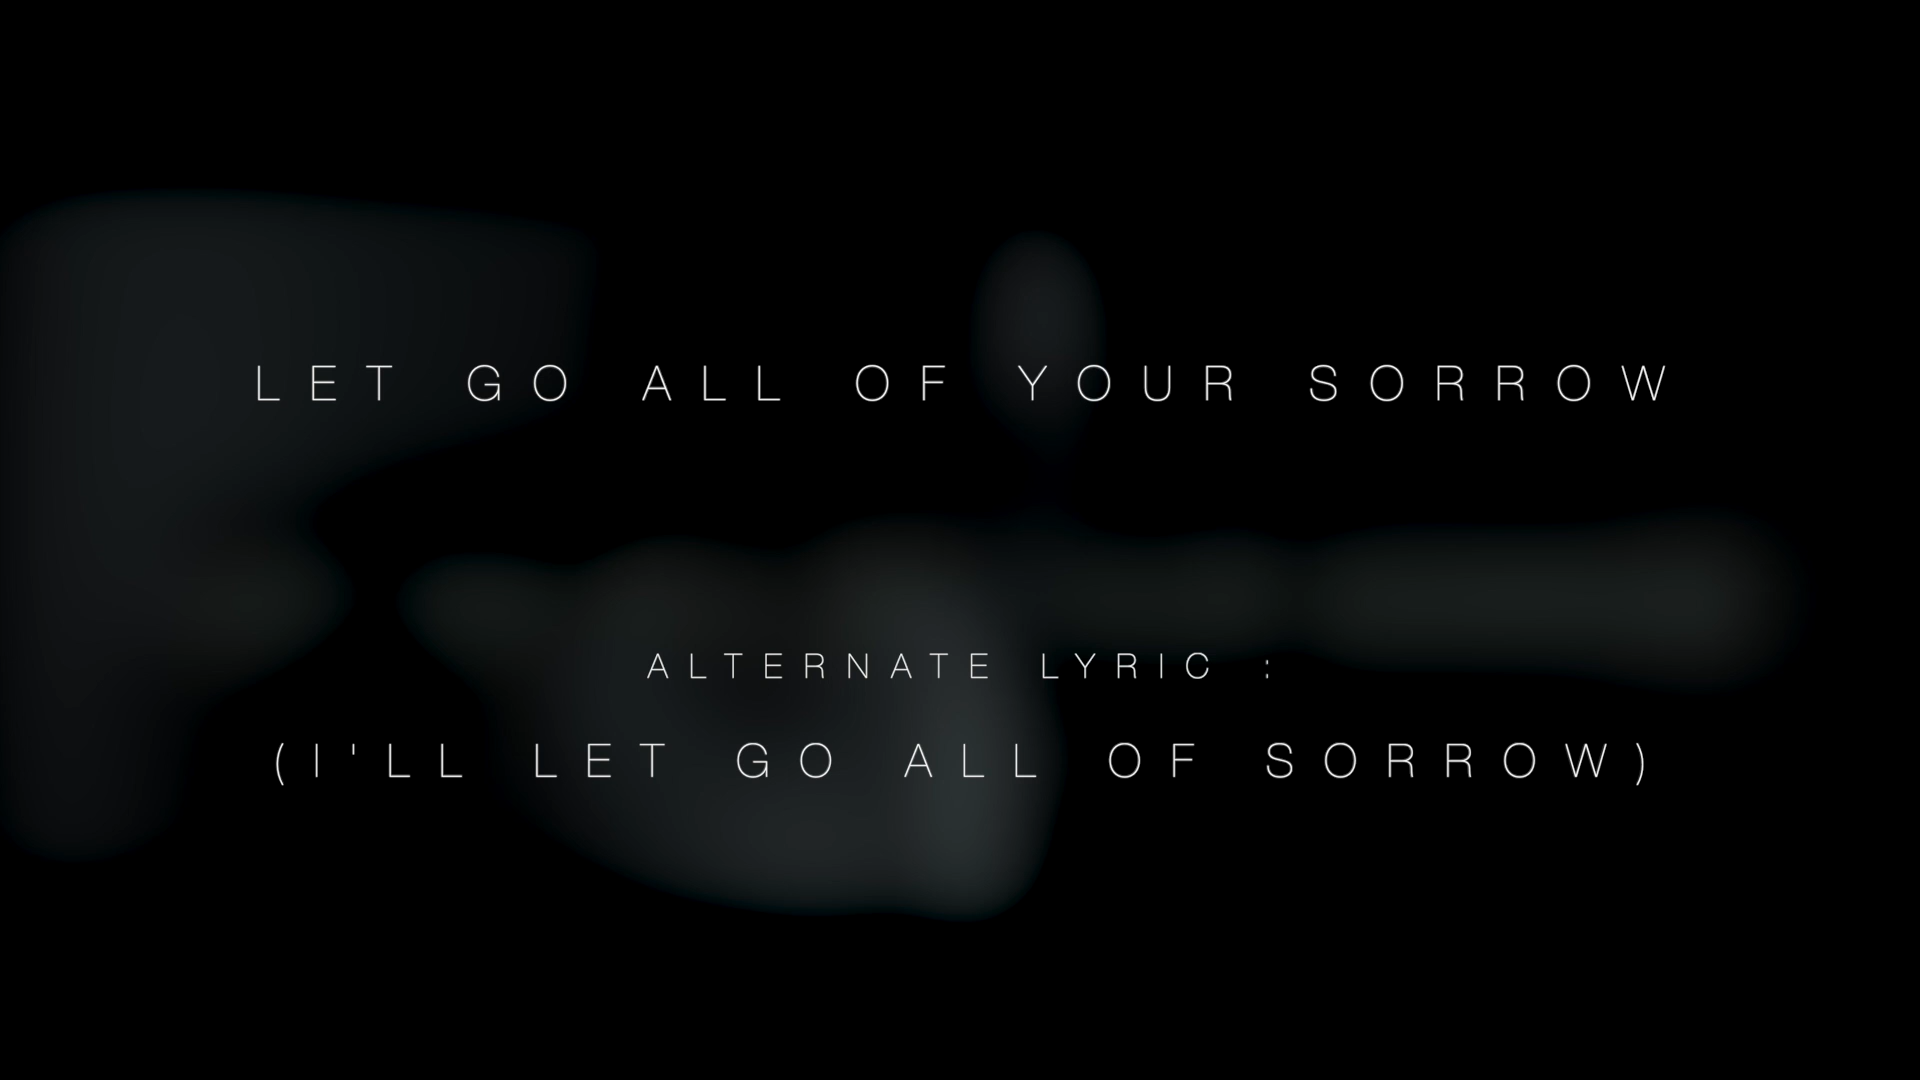 LET GO ALL OF YOUR SORROW
ALTERNATE LYRIC :
(I'LL LET GO ALL OF SORROW)